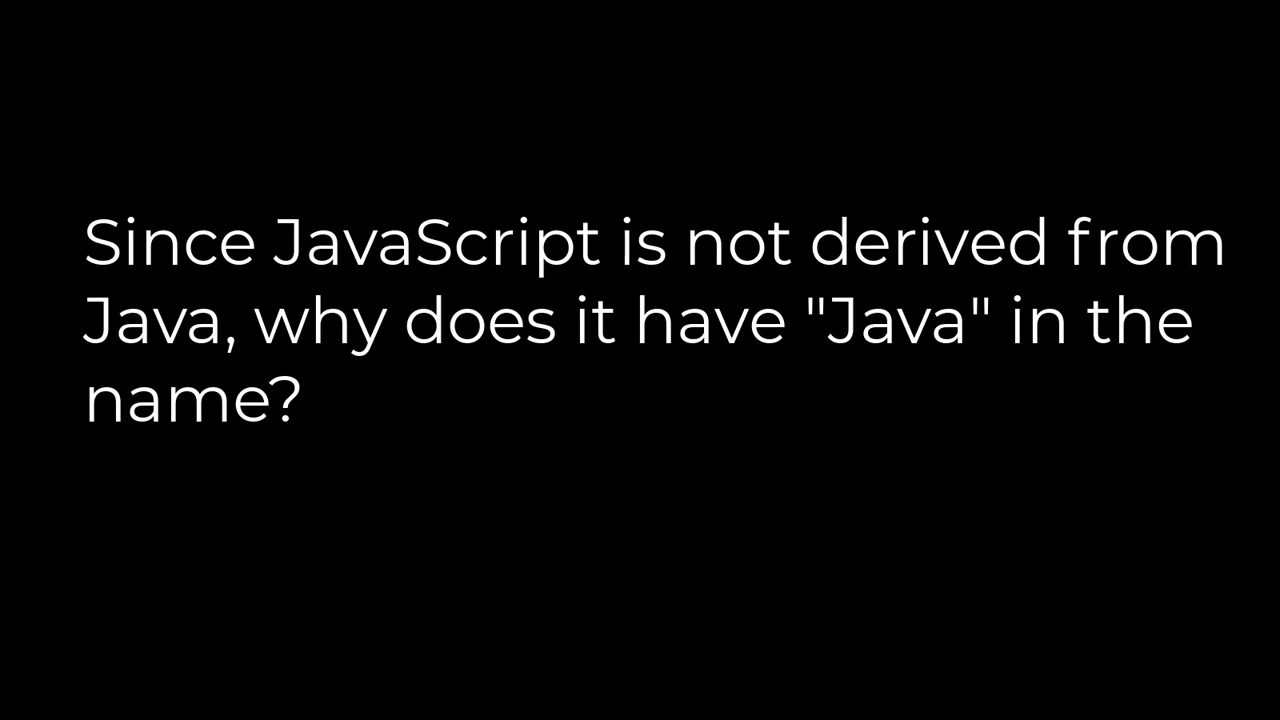 Since JavaScript is not derived from
Java, why does it have "Java" in the
name?